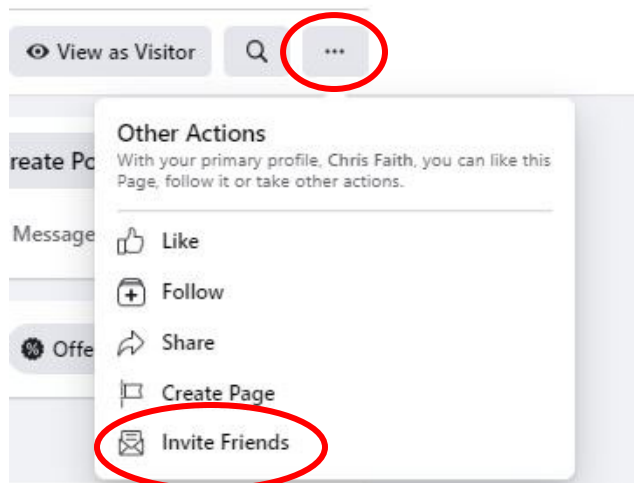 View as Visitor
...
Other Actions
With your primary profile, Chris Faith, you can like this
Page, follow it or take other actions.
reate Po
Message
Like
Follow
Share
Offe
Create Page
Invite Friends